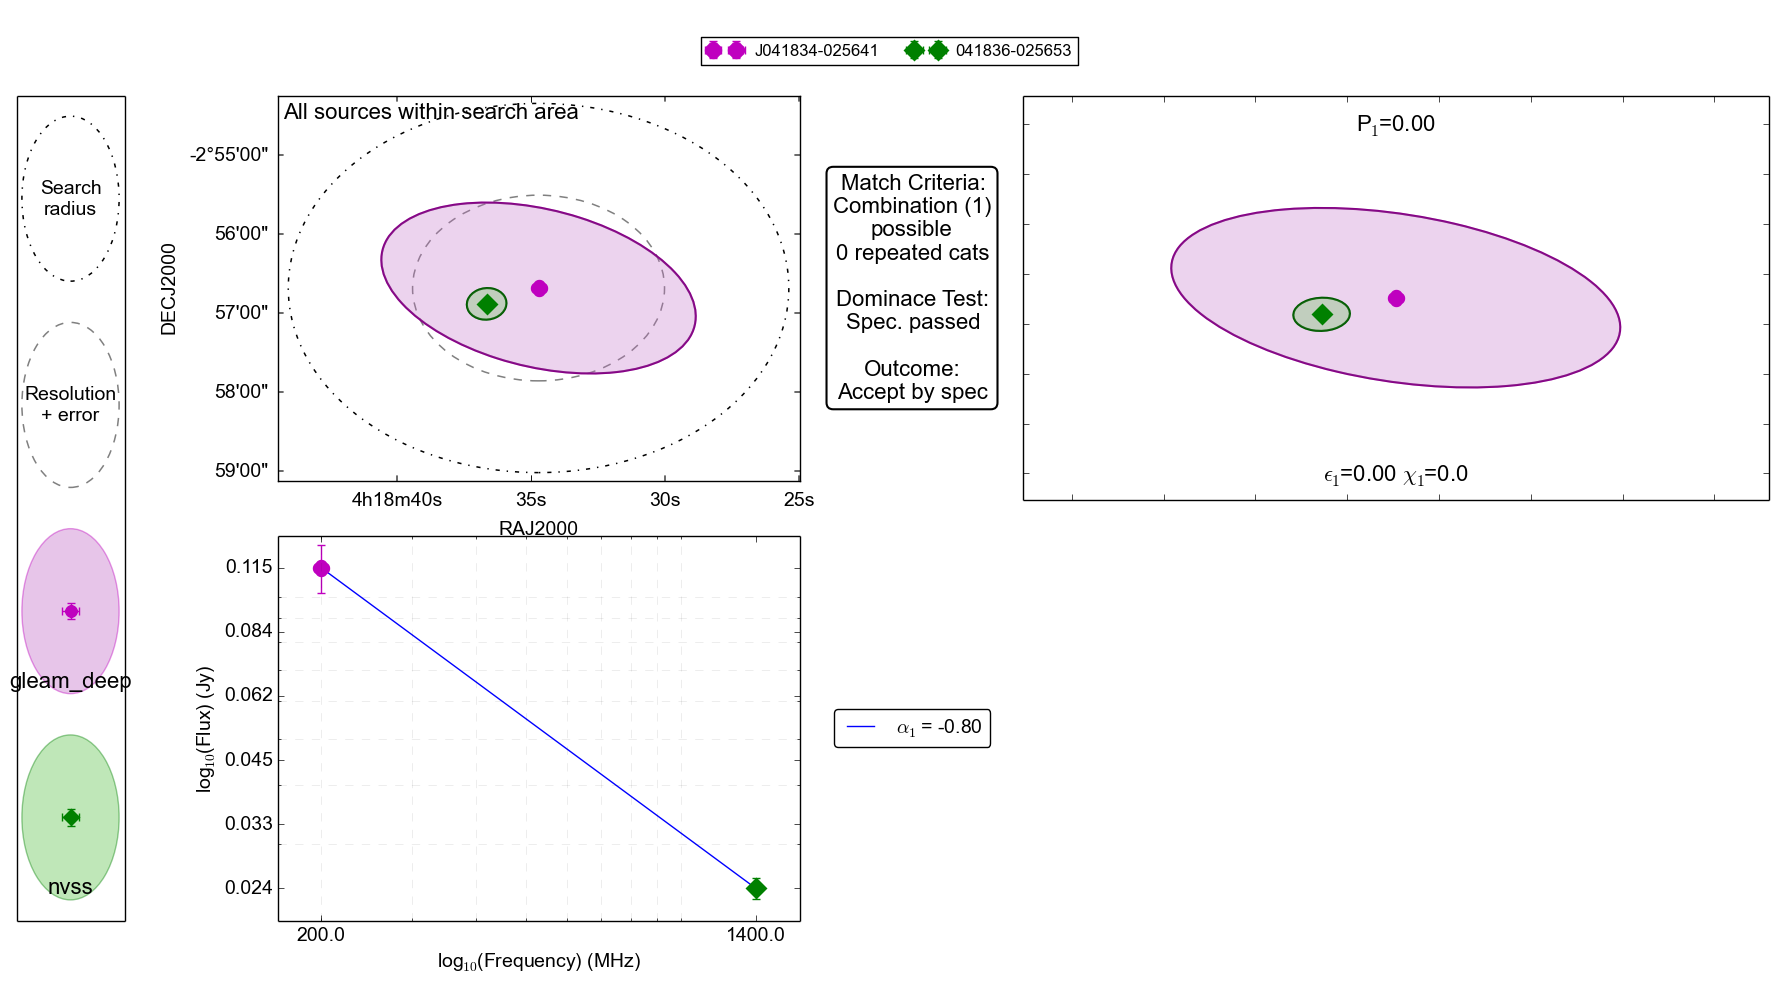 J041834-025641 041836-025653
Search
radius
Resolution
+ error
gleam_deep
nvss
All sources within search area
DECJ2000
-2°55'00"
56'00"
57'00"
58'00"
59'00"
4h18m40s 35s 30s 25s
RAJ2000
Match Criteria:
Combination (1)
possible
0 repeated cats
Dominace Test:
Spec. passed
Outcome:
Accept by spec
P₁=0.00
ϵ₁=0.00 χ₁=0.0
log₁₀(Flux) (Jy)
0.115
0.084
0.062
0.045
0.033
0.024
200.0 1400.0
log₁₀(Frequency) (MHz)
α₁ = -0.80